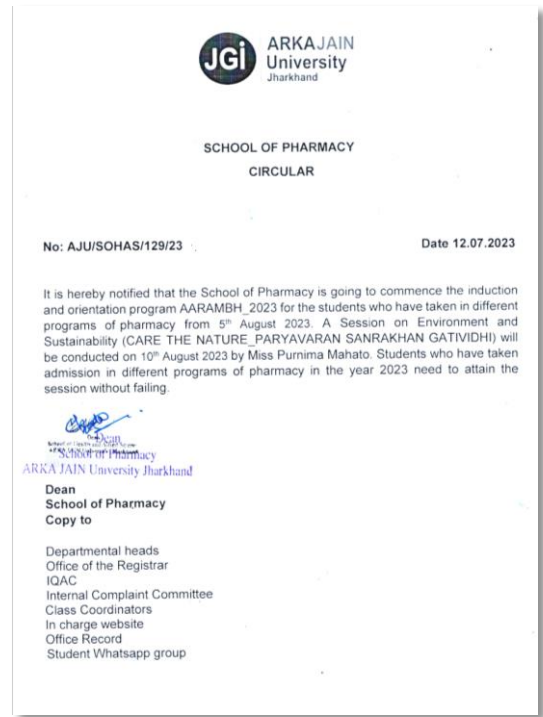 JGi
ARKAJAIN
University
Jharkhand
SCHOOL OF PHARMACY
CIRCULAR
No: AJU/SOHAS/129/23
Date 12.07.2023
It is hereby notified that the School of Pharmacy is going to commence the induction
and orientation program AARAMBH_2023 for the students who have taken in different
programs of pharmacy from 5th August 2023. A Session on Environment and
Sustainability (CARE THE NATURE_PARYAVARAN SANRAKHAN GATIVIDHI) will
be conducted on 10th August 2023 by Miss Purnima Mahato. Students who have taken
admission in different programs of pharmacy in the year 2023 need to attain the
session without failing.
Dean
School of Pharmacy
ARKA JAIN University Jharkhand
Dean
School of Pharmacy
Copy to
Departmental heads
Office of the Registrar
IQAC
Internal Complaint Committee
Class Coordinators
In charge website
Office Record
Student Whatsapp group